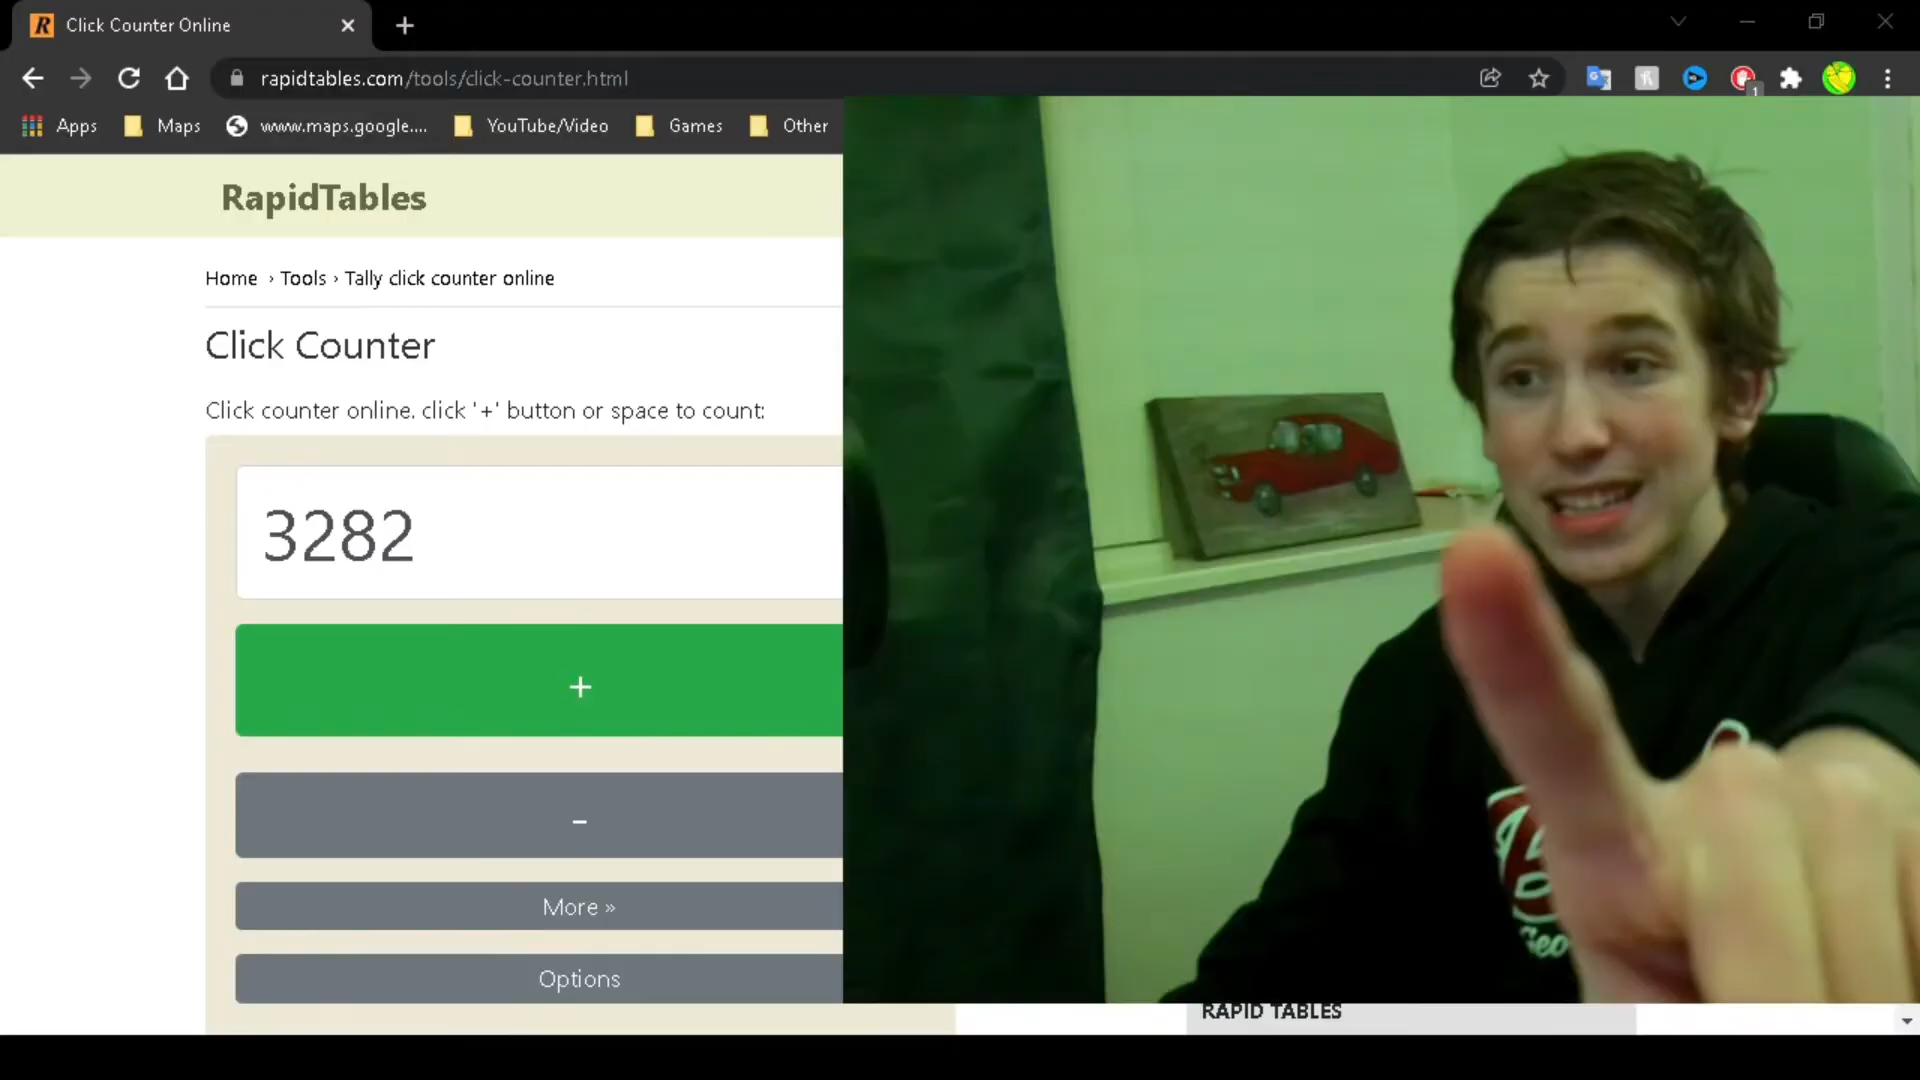 R Click Counter Online
rapidtables.com/tools/click-counter.html
1
Apps Maps www.maps.google.... YouTube/Video Games Other
RapidTables
Home › Tools › Tally click counter online
Click Counter
Click counter online. click '+' button or space to count:
3282
+
-
More »
Options
Geo
RAPID TABLES